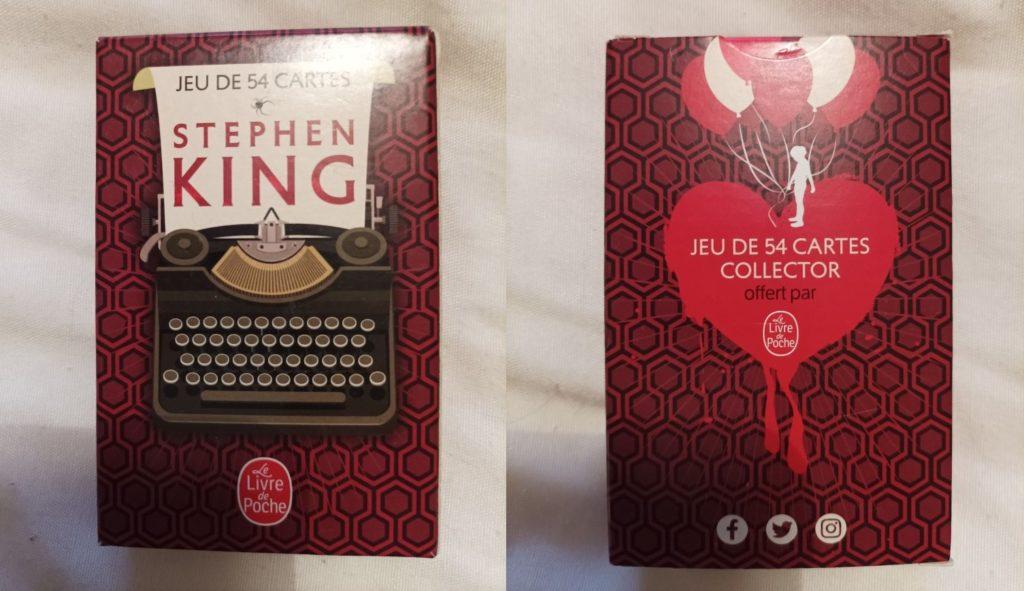 JEU DE 54 CARTES
STEPHEN
KING
Le
Livre
de
Poche
JEU DE 54 CARTES
COLLECTOR
offert par
Le
Livre
de
Poche